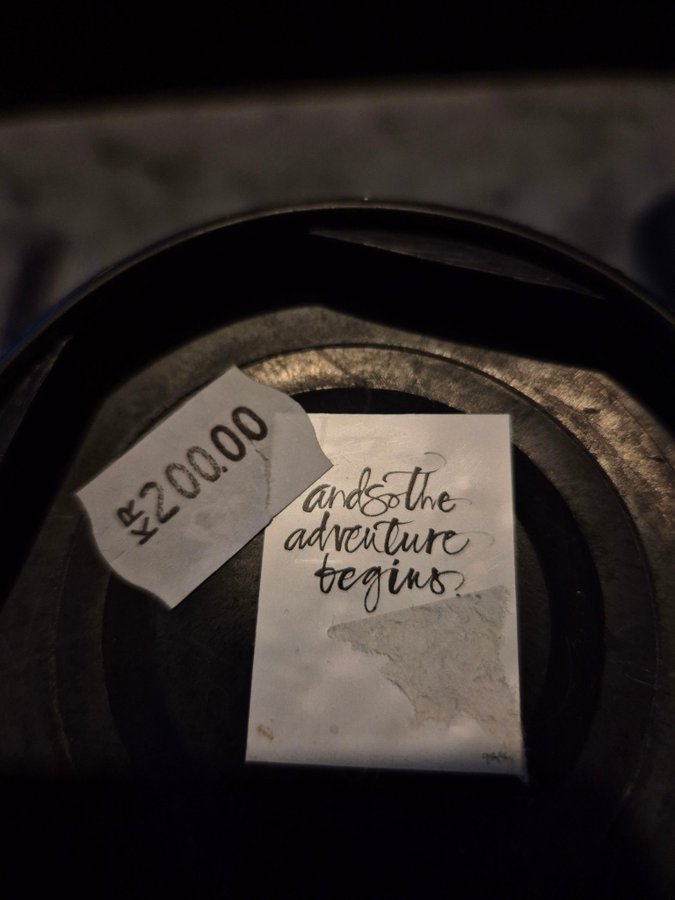 KR 200.00
and so the
adventure
begins.